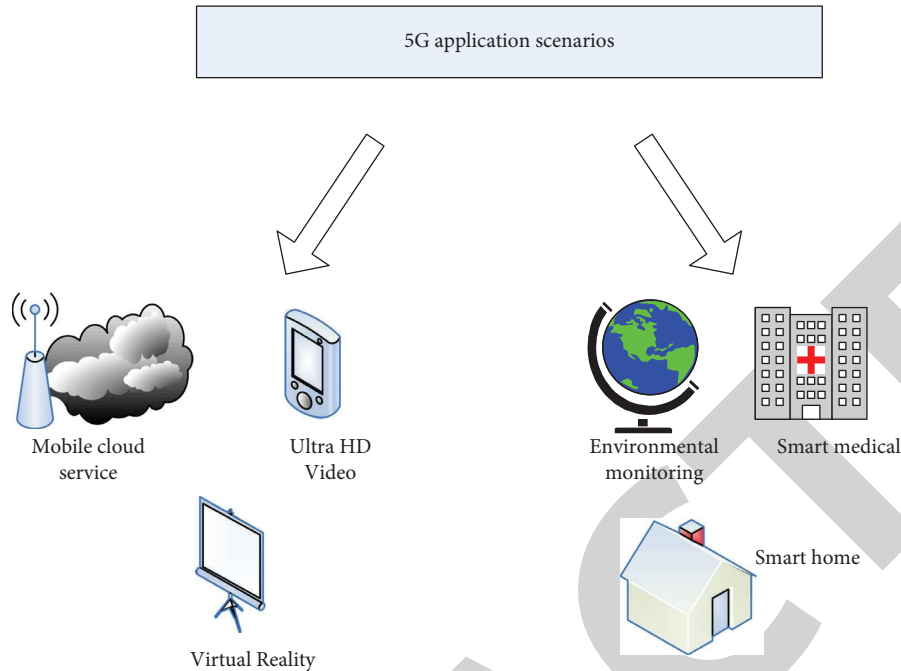 5G application scenarios
Mobile cloud
service
Ultra HD
Video
Environmental
monitoring
Smart medical
Smart home
Virtual Reality